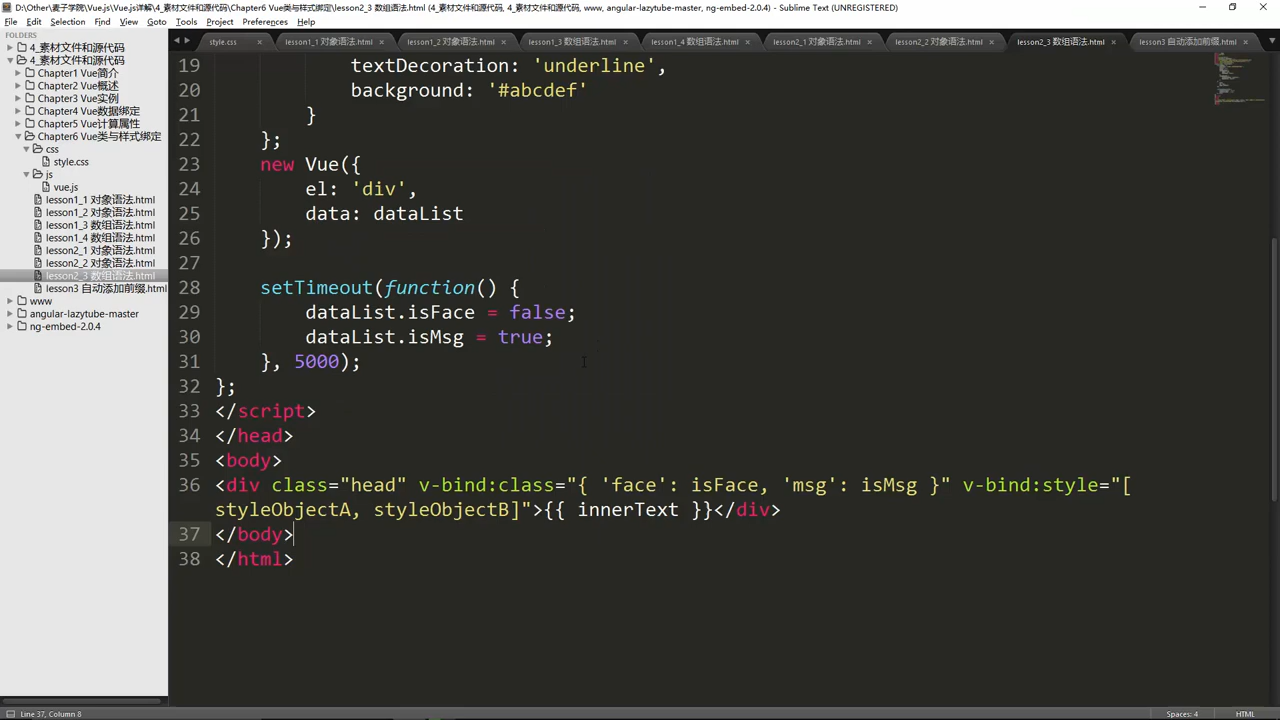 D:\Other\麦子学院\Vue.js\Vue.js详解\4_素材文件和源代码\Chapter6 Vue类与样式绑定\lesson2_3 数组语法.html (4_素材文件和源代码, 4_素材文件和源代码, www, angular-lazytube-master, ng-embed-2.0.4) - Sublime Text (UNREGISTERED)
File Edit Selection Find View Goto Tools Project Preferences Help
FOLDERS
4_素材文件和源代码
4_素材文件和源代码
Chapter1 Vue简介
Chapter2 Vue概述
Chapter3 Vue实例
Chapter4 Vue数据绑定
Chapter5 Vue计算属性
Chapter6 Vue类与样式绑定
css
style.css
js
vue.js
lesson1_1 对象语法.html
lesson1_2 对象语法.html
lesson1_3 数组语法.html
lesson1_4 数组语法.html
lesson2_1 对象语法.html
lesson2_2 对象语法.html
lesson2_3 数组语法.html
lesson3 自动添加前缀.html
www
angular-lazytube-master
ng-embed-2.0.4
style.css × lesson1_1 对象语法.html × lesson1_2 对象语法.html × lesson1_3 数组语法.html × lesson1_4 数组语法.html × lesson2_1 对象语法.html × lesson2_2 对象语法.html × lesson2_3 数组语法.html × lesson3 自动添加前缀.html ×
19 textDecoration: 'underline',
20 background: '#abcdef'
21 }
22 };
23 new Vue({
24 el: 'div',
25 data: dataList
26 });
27
28 setTimeout(function() {
29 dataList.isFace = false;
30 dataList.isMsg = true;
31 }, 5000);
32 };
33 </script>
34 </head>
35 <body>
36 <div class="head" v-bind:class="{ 'face': isFace, 'msg': isMsg }" v-bind:style="[
styleObjectA, styleObjectB]">{{ innerText }}</div>
37 </body>
38 </html>
Line 37, Column 8
Spaces: 4
HTML